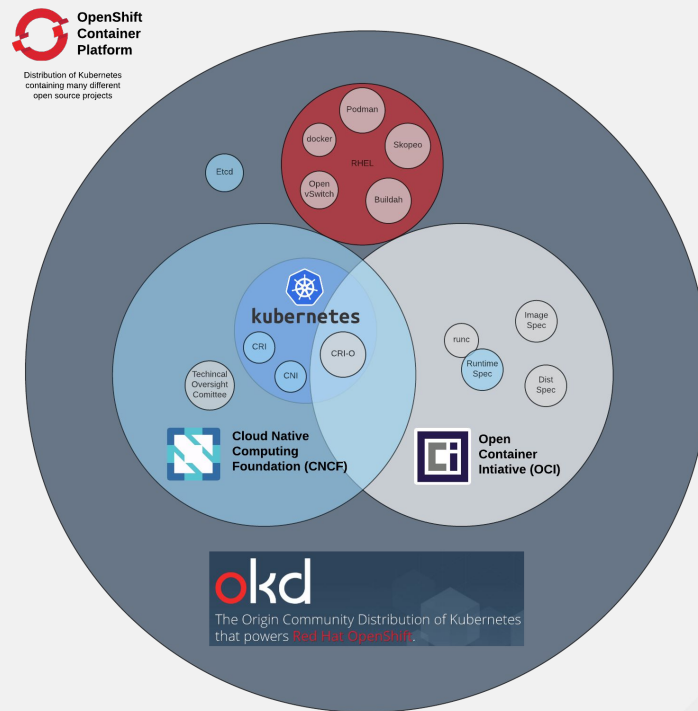 OpenShift
Container
Platform
Distribution of Kubernetes
containing many different
open source projects
Podman
docker
Skopeo
RHEL
Open
vSwitch
Buildah
Etcd
kubernetes
CRI
CRI-O
CNI
Techincal
Oversight
Comittee
Cloud Native
Computing
Foundation (CNCF)
Image
Spec
runc
Runtime
Spec
Dist
Spec
Ci
Open
Container
Intiative (OCI)
okd
The Origin Community Distribution of Kubernetes
that powers Red Hat OpenShift.